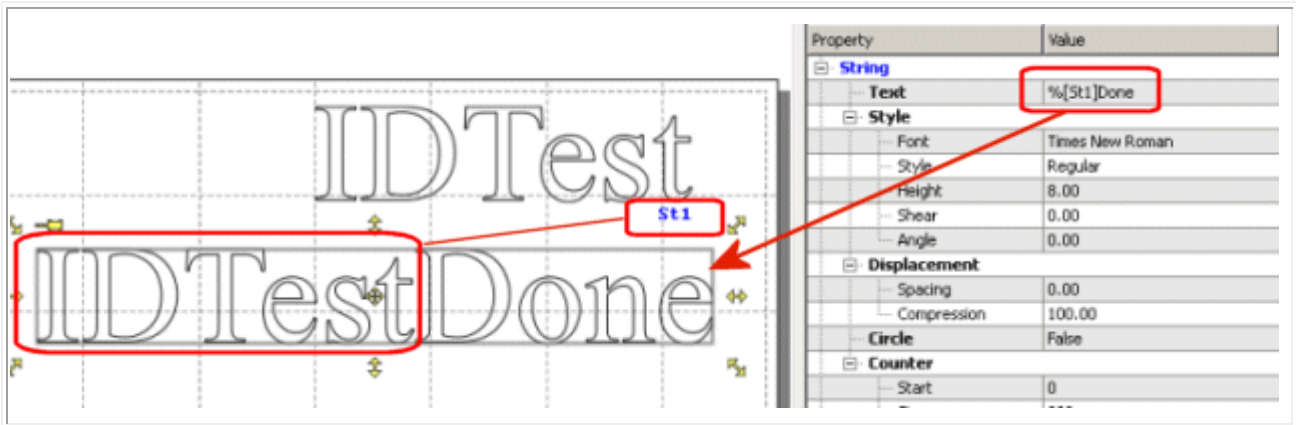 IDTest
St1
IDTestDone
Property Value
String
Text %[St1]Done
Style
Font Times New Roman
Style Regular
Height 8.00
Shear 0.00
Angle 0.00
Displacement
Spacing 0.00
Compression 100.00
Circle False
Counter
Start 0